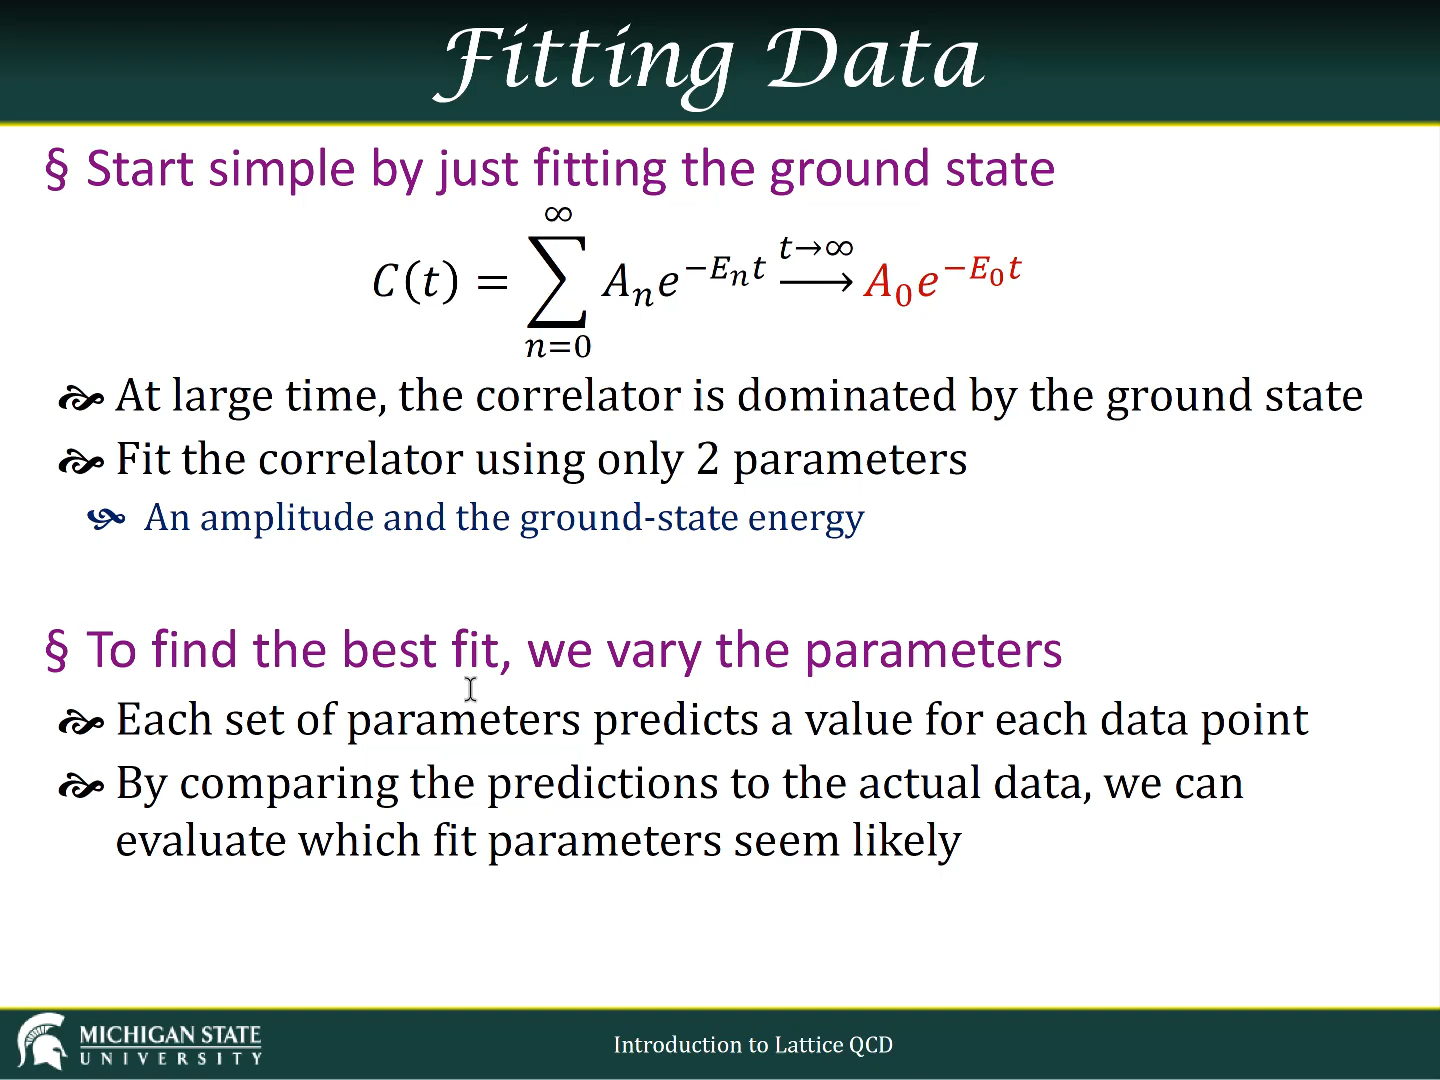 Fitting Data
§ Start simple by just fitting the ground state
C(t) = ∑_{n=0}^{∞} A_n e^{−E_n t} \xrightarrow{t→∞} A_0 e^{−E_0 t}
At large time, the correlator is dominated by the ground state
Fit the correlator using only 2 parameters
An amplitude and the ground-state energy
§ To find the best fit, we vary the parameters
Each set of parameters predicts a value for each data point
By comparing the predictions to the actual data, we can
evaluate which fit parameters seem likely
MICHIGAN STATE
UNIVERSITY
Introduction to Lattice QCD